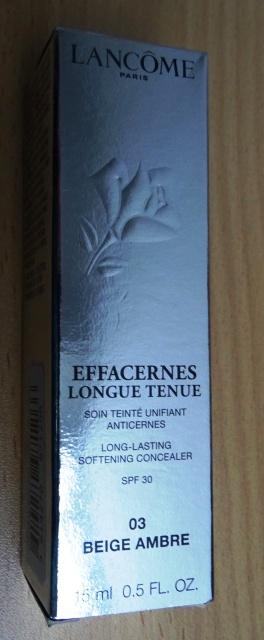 LANCÔME
PARIS
EFFACERNES
LONGUE TENUE
SOIN TEINTÉ UNIFIANT
ANTICERNES
LONG-LASTING
SOFTENING CONCEALER
SPF 30
03
BEIGE AMBRE
15 ml 0.5 FL. OZ.